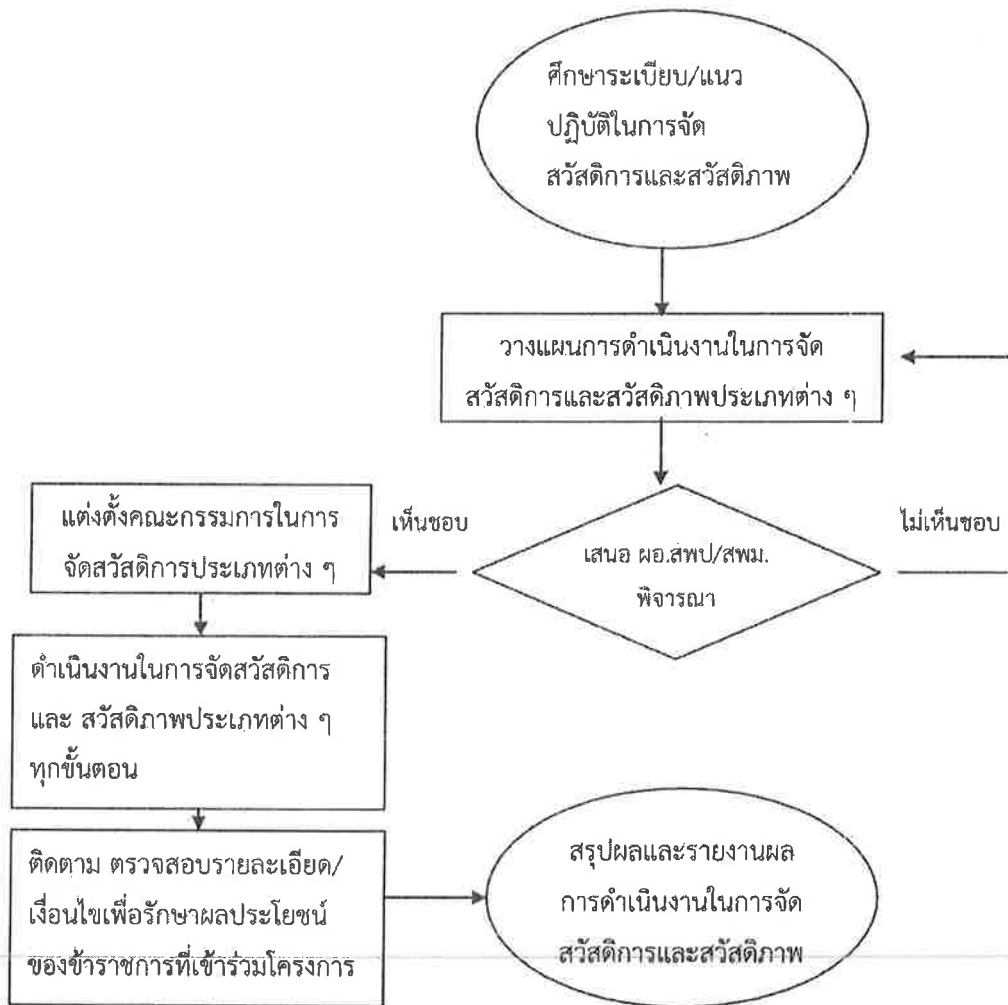 ศึกษาระเบียบ/แนว
ปฏิบัติในการจัด
สวัสดิการและสวัสดิภาพ
วางแผนการดำเนินงานในการจัด
สวัสดิการและสวัสดิภาพประเภทต่าง ๆ
เสนอ ผอ.สพป/สพม.
พิจารณา
ไม่เห็นชอบ
เห็นชอบ
แต่งตั้งคณะกรรมการในการ
จัดสวัสดิการประเภทต่าง ๆ
ดำเนินงานในการจัดสวัสดิการ
และ สวัสดิภาพประเภทต่าง ๆ
ทุกขั้นตอน
ติดตาม ตรวจสอบรายละเอียด/
เงื่อนไขเพื่อรักษาผลประโยชน์
ของข้าราชการที่เข้าร่วมโครงการ
สรุปผลและรายงานผล
การดำเนินงานในการจัด
สวัสดิการและสวัสดิภาพ